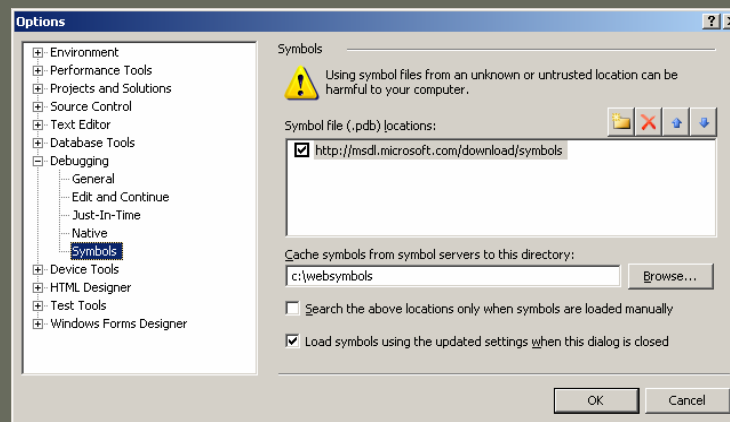 Options
Environment
Performance Tools
Projects and Solutions
Source Control
Text Editor
Database Tools
Debugging
General
Edit and Continue
Just-In-Time
Native
Symbols
Device Tools
HTML Designer
Test Tools
Windows Forms Designer
Symbols
Using symbol files from an unknown or untrusted location can be
harmful to your computer.
Symbol file (.pdb) locations:
http://msdl.microsoft.com/download/symbols
Cache symbols from symbol servers to this directory:
c:\websymbols
Browse...
Search the above locations only when symbols are loaded manually
Load symbols using the updated settings when this dialog is closed
OK
Cancel